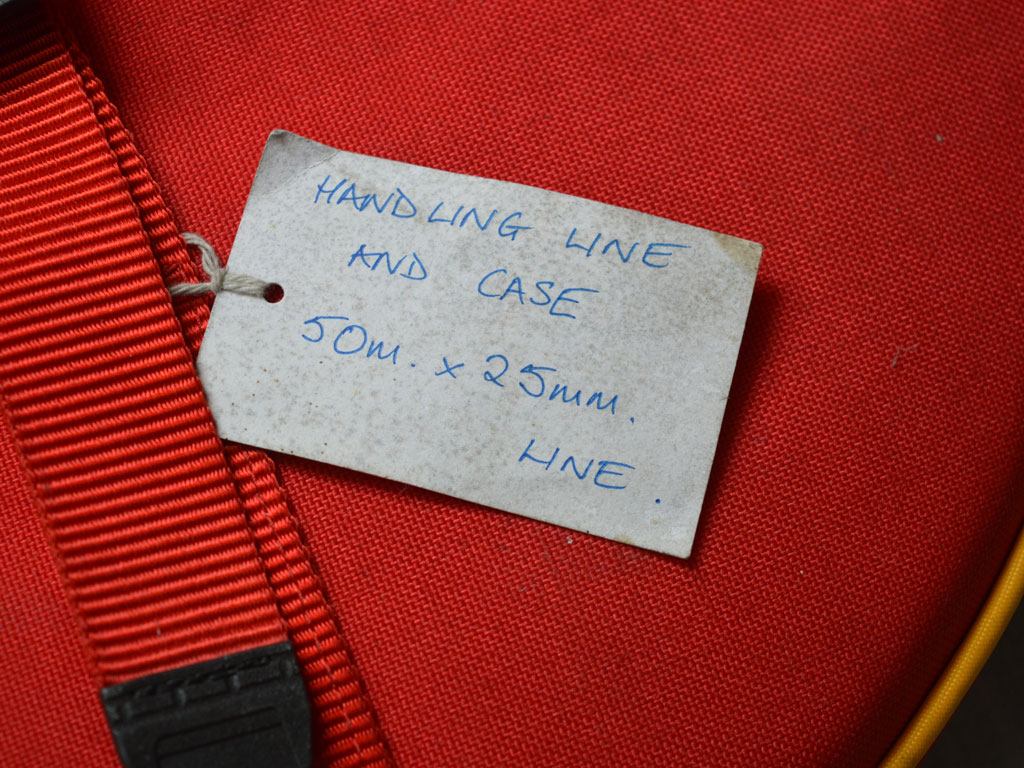 HANDLING LINE
AND CASE
50m. x 25mm.
LINE.